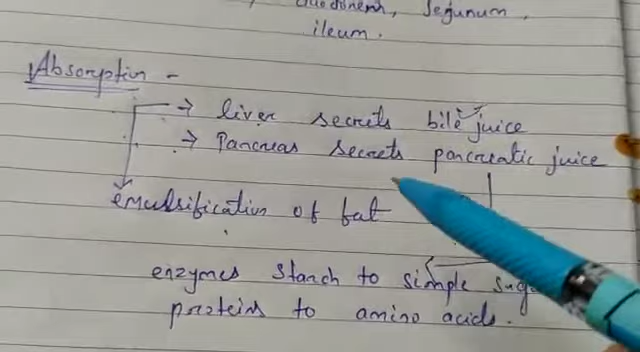 ileum.
Absorption -
→ liver secrets bile juice
→ Pancreas secrets pancreatic juice
emulsification of fat
enzymes stanch to simple
proteins to amino acids.